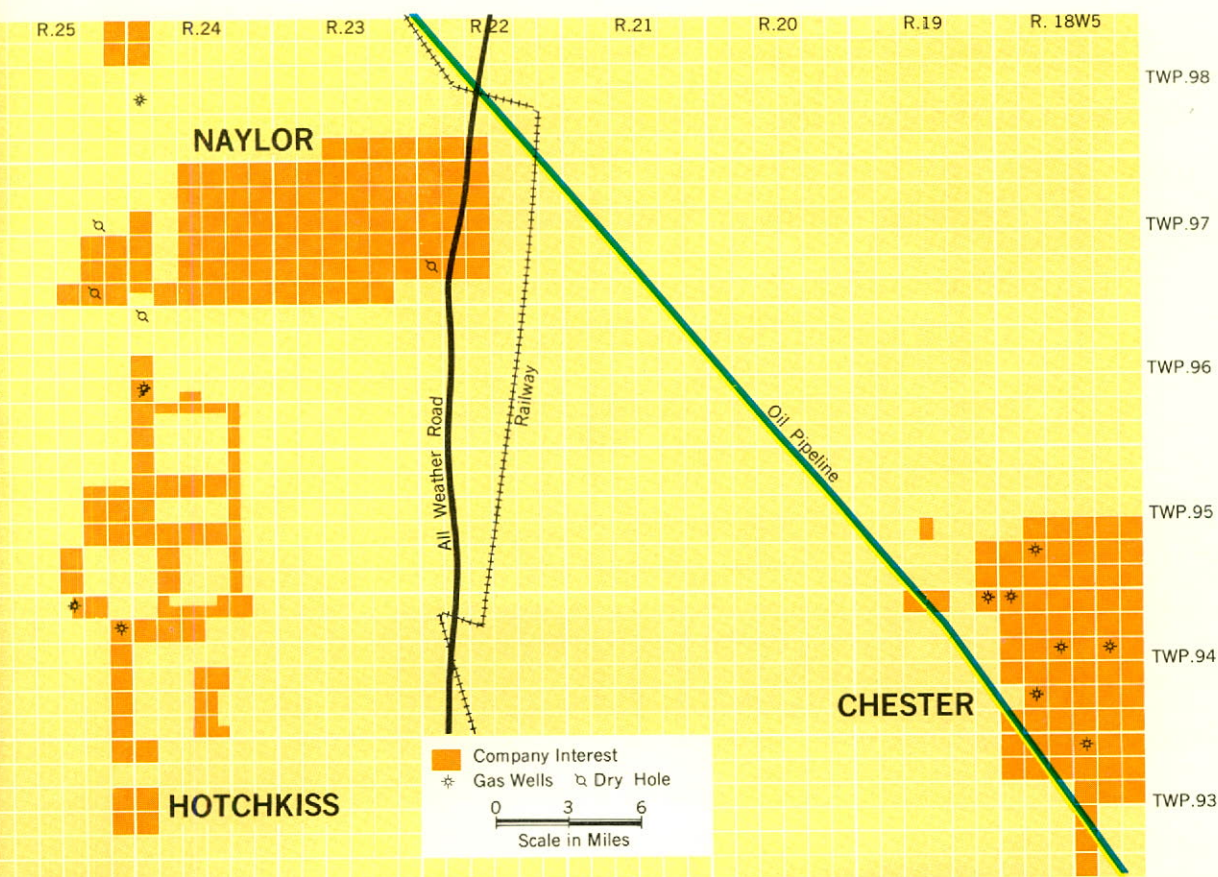 R.25 R.24 R.23 R.22 R.21 R.20 R.19 R. 18W5
TWP.98
NAYLOR
TWP.97
TWP.96
Railway
All Weather Road
Oil Pipeline
TWP.95
TWP.94
CHESTER
Company Interest
Gas Wells Dry Hole
HOTCHKISS
0 3 6
Scale in Miles
TWP.93